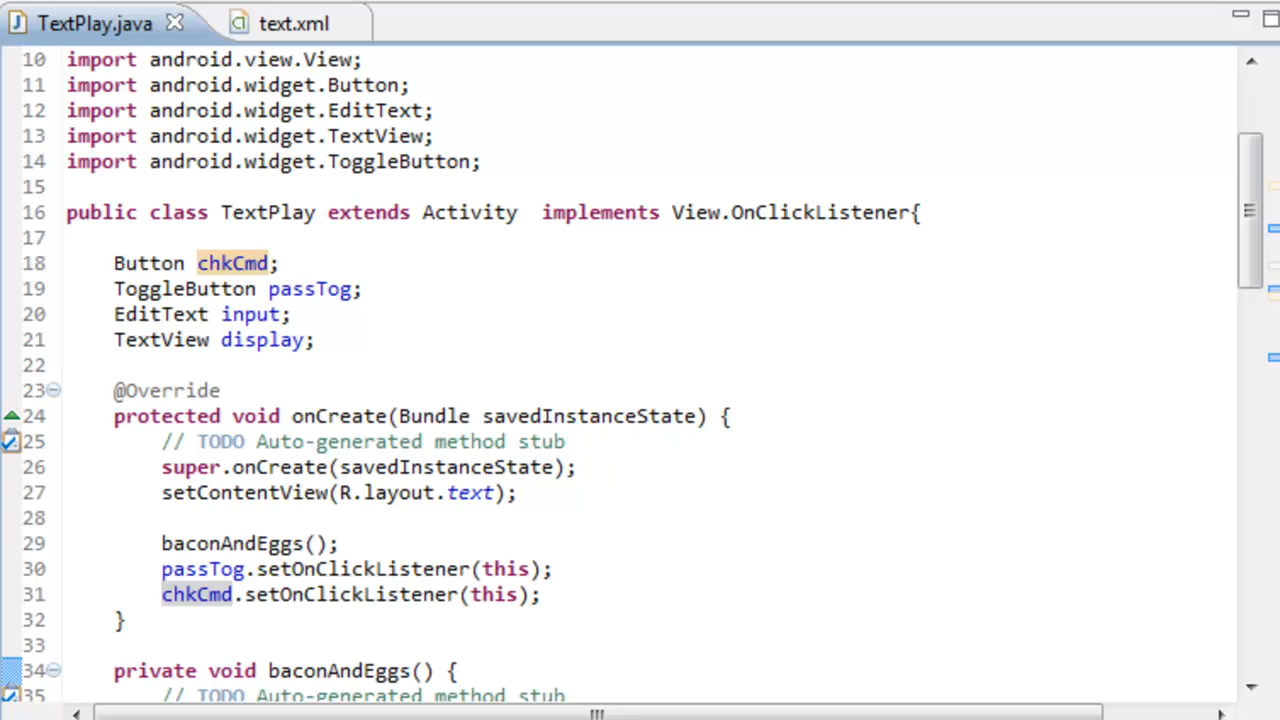 TextPlay.java
text.xml
10 import android.view.View;
11 import android.widget.Button;
12 import android.widget.EditText;
13 import android.widget.TextView;
14 import android.widget.ToggleButton;
15
16 public class TextPlay extends Activity  implements View.OnClickListener{
17
18     Button chkCmd;
19     ToggleButton passTog;
20     EditText input;
21     TextView display;
22
23     @Override
24     protected void onCreate(Bundle savedInstanceState) {
25         // TODO Auto-generated method stub
26         super.onCreate(savedInstanceState);
27         setContentView(R.layout.text);
28
29         baconAndEggs();
30         passTog.setOnClickListener(this);
31         chkCmd.setOnClickListener(this);
32     }
33
34     private void baconAndEggs() {
35         // TODO Auto-generated method stub